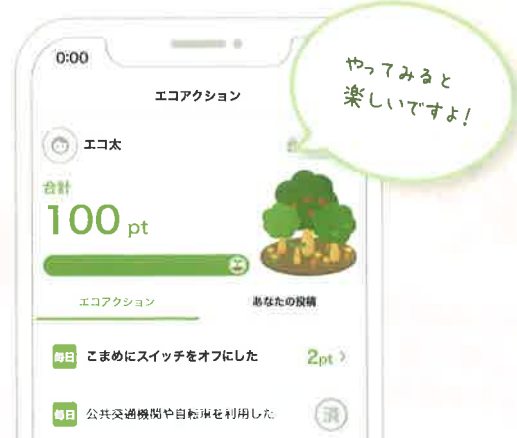 0:00
エコアクション
やってみると
楽しいですよ!
エコ太
合計
100 pt
エコアクション
あなたの投稿
毎日 こまめにスイッチをオフにした 2pt >
毎日 公共交通機関や自転車を利用した 済